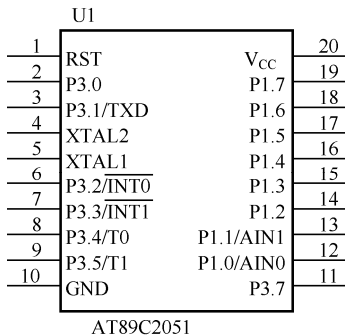 U1
1 RST VCC 20
2 P3.0 P1.7 19
3 P3.1/TXD P1.6 18
4 XTAL2 P1.5 17
5 XTAL1 P1.4 16
6 P3.2/INT0 P1.3 15
7 P3.3/INT1 P1.2 14
8 P3.4/T0 P1.1/AIN1 13
9 P3.5/T1 P1.0/AIN0 12
10 GND P3.7 11
AT89C2051